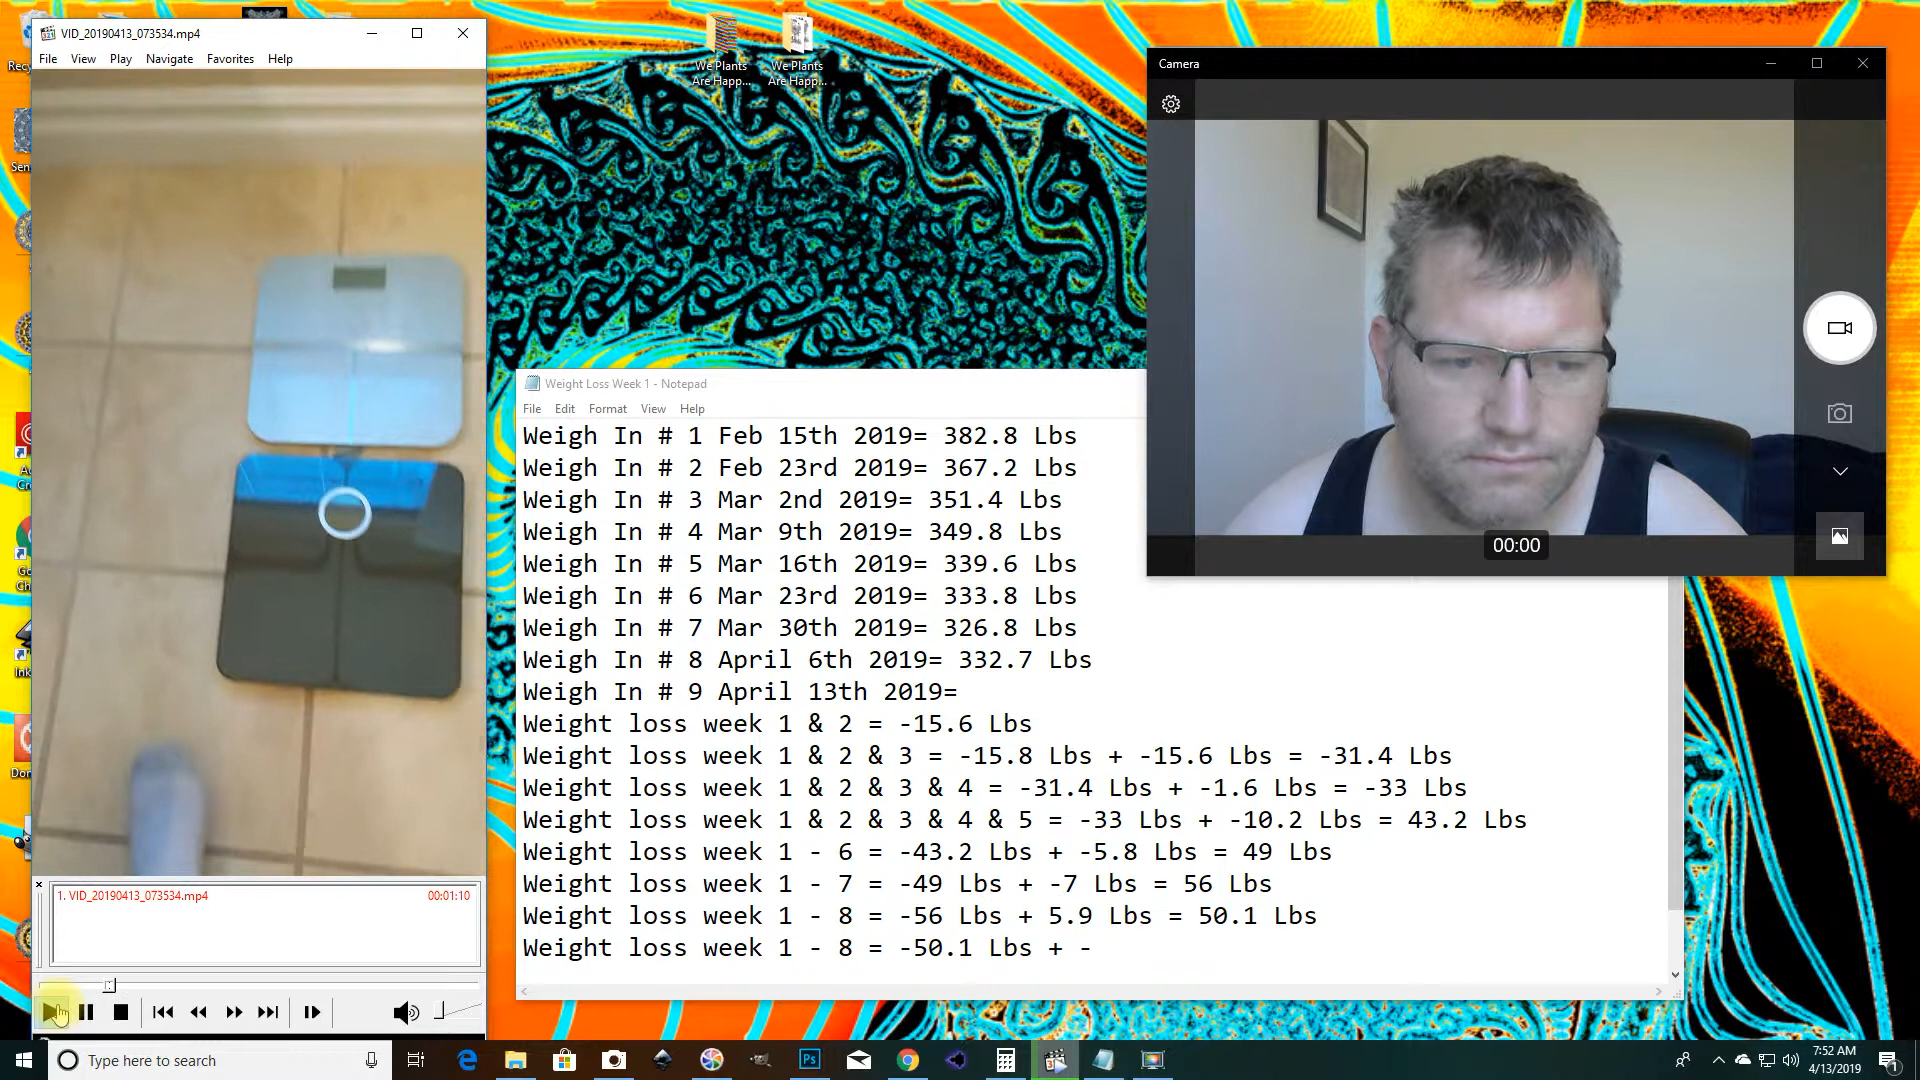 VID_20190413_073534.mp4
File View Play Navigate Favorites Help
We Plants Are Happ...
We Plants Are Happ...
Camera
00:00
Weight Loss Week 1 - Notepad
File Edit Format View Help
Weigh In # 1 Feb 15th 2019= 382.8 Lbs
Weigh In # 2 Feb 23rd 2019= 367.2 Lbs
Weigh In # 3 Mar 2nd 2019= 351.4 Lbs
Weigh In # 4 Mar 9th 2019= 349.8 Lbs
Weigh In # 5 Mar 16th 2019= 339.6 Lbs
Weigh In # 6 Mar 23rd 2019= 333.8 Lbs
Weigh In # 7 Mar 30th 2019= 326.8 Lbs
Weigh In # 8 April 6th 2019= 332.7 Lbs
Weigh In # 9 April 13th 2019=
Weight loss week 1 & 2 = -15.6 Lbs
Weight loss week 1 & 2 & 3 = -15.8 Lbs + -15.6 Lbs = -31.4 Lbs
Weight loss week 1 & 2 & 3 & 4 = -31.4 Lbs + -1.6 Lbs = -33 Lbs
Weight loss week 1 & 2 & 3 & 4 & 5 = -33 Lbs + -10.2 Lbs = 43.2 Lbs
Weight loss week 1 - 6 = -43.2 Lbs + -5.8 Lbs = 49 Lbs
Weight loss week 1 - 7 = -49 Lbs + -7 Lbs = 56 Lbs
Weight loss week 1 - 8 = -56 Lbs + 5.9 Lbs = 50.1 Lbs
Weight loss week 1 - 8 = -50.1 Lbs + -
1. VID_20190413_073534.mp4 00:01:10
Type here to search
Ps
7:52 AM
4/13/2019
1